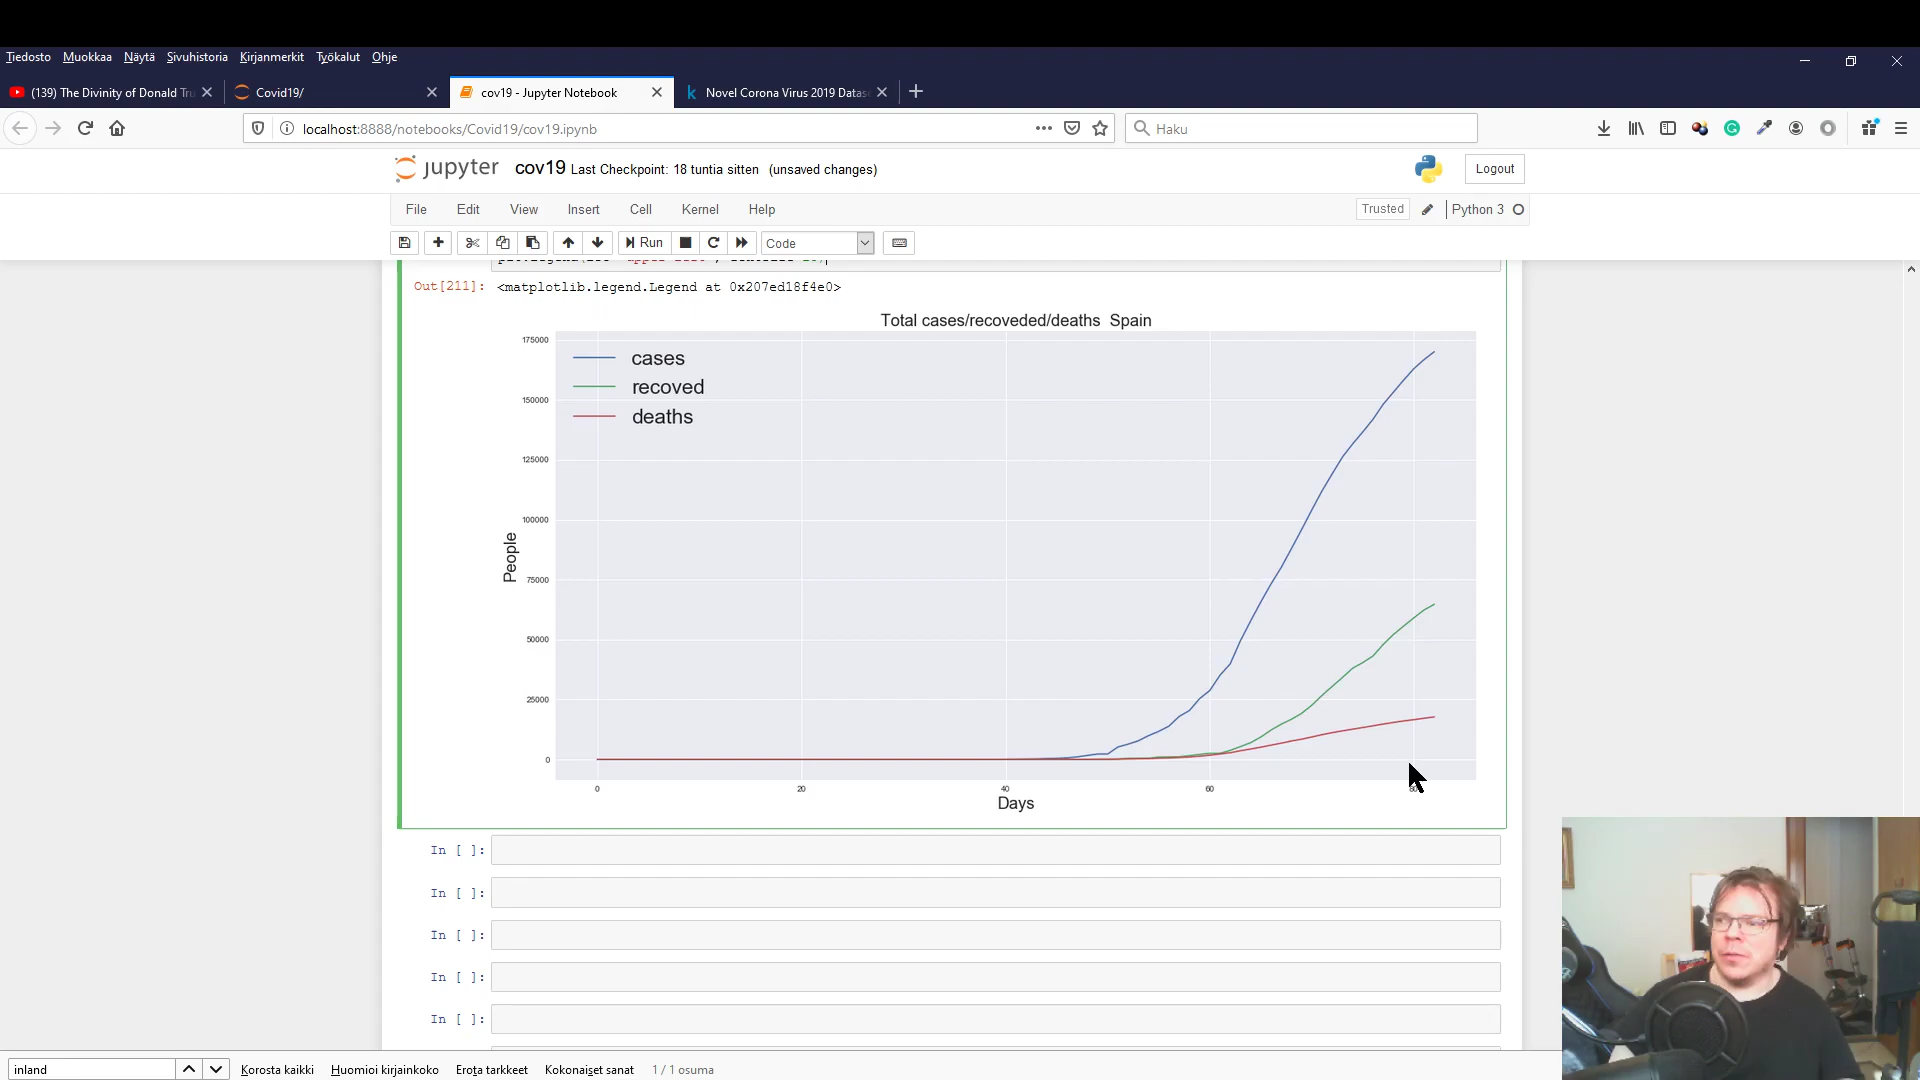 Tiedosto Muokkaa Näytä Sivuhistoria Kirjanmerkit Työkalut Ohje
(139) The Divinity of Donald Tru
Covid19/
cov19 - Jupyter Notebook
Novel Corona Virus 2019 Datas
localhost:8888/notebooks/Covid19/cov19.ipynb
Haku
jupyter cov19 Last Checkpoint: 18 tuntia sitten (unsaved changes)
Logout
File Edit View Insert Cell Kernel Help
Trusted
Python 3
Run
Code
Out[211]: <matplotlib.legend.Legend at 0x207ed18f4e0>
Total cases/recoveded/deaths Spain
175000
150000
125000
100000
75000
50000
25000
0
People
cases
recoved
deaths
0 20 40 60
Days
In [ ]:
In [ ]:
In [ ]:
In [ ]:
In [ ]:
inland
Korosta kaikki Huomioi kirjainkoko Erota tarkkeet Kokonaiset sanat 1 / 1 osuma